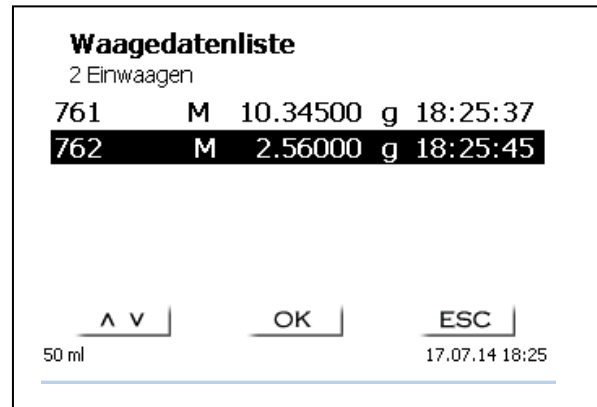 Waagedatenliste
2 Einwaagen
761 M 10.34500 g 18:25:37
762 M 2.56000 g 18:25:45
∧ ∨ OK ESC
50 ml 17.07.14 18:25